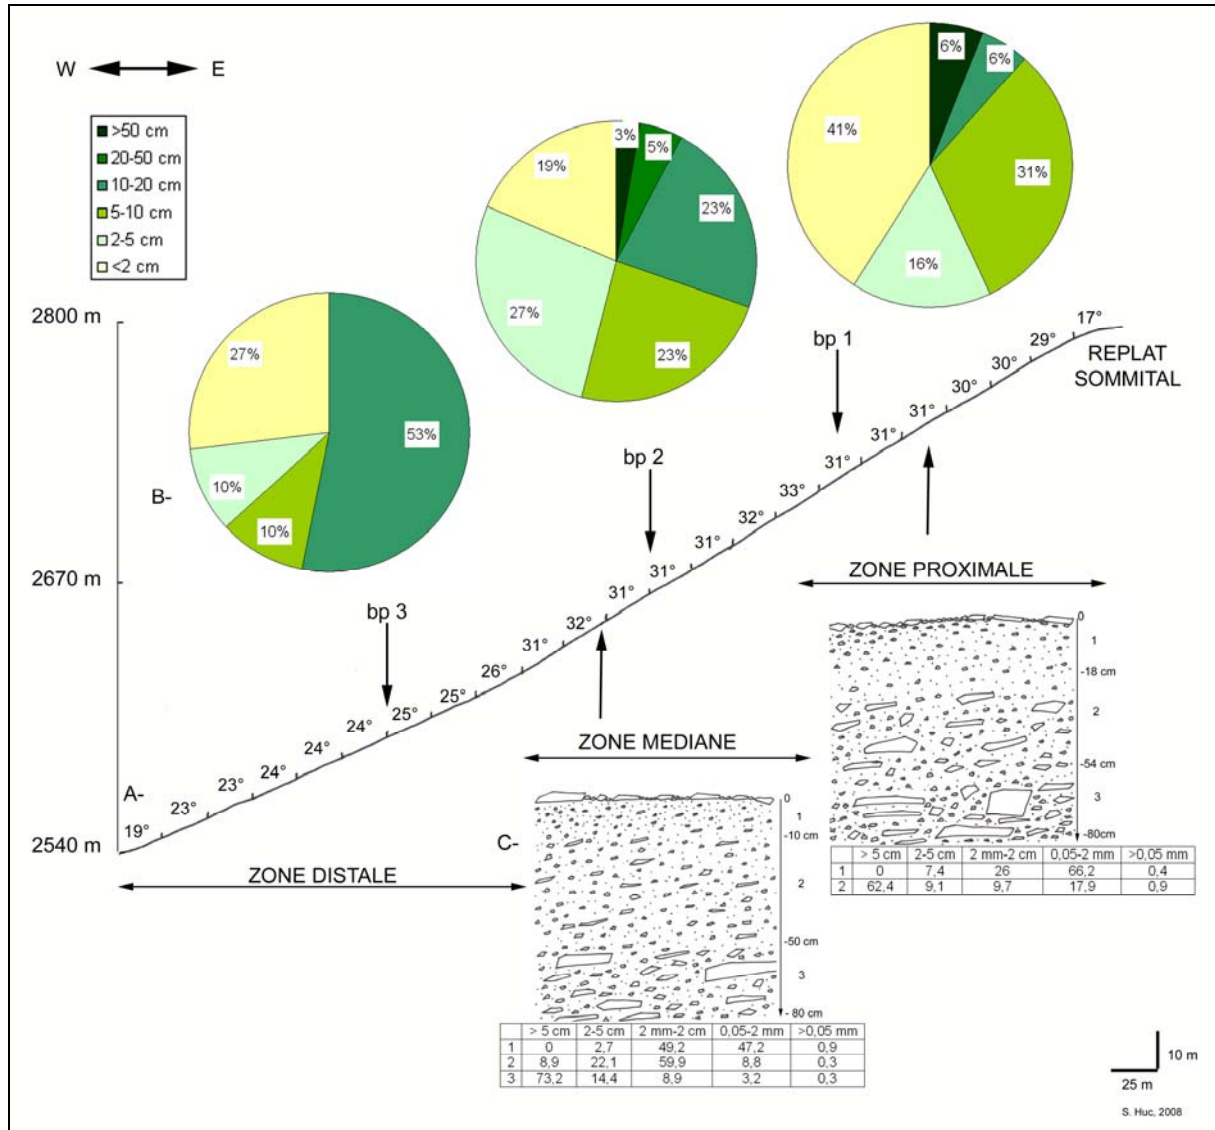 W E
>50 cm
20-50 cm
10-20 cm
5-10 cm
2-5 cm
<2 cm
6%
6%
31%
16%
41%
3%
5%
23%
23%
27%
19%
53%
10%
10%
27%
2800 m
2670 m
2540 m
B-
A-
C-
bp 1
bp 2
bp 3
19°
23°
23°
24°
24°
24°
25°
25°
26°
31°
32°
31°
31°
31°
32°
33°
31°
31°
31°
30°
30°
29°
17°
REPLAT
SOMMITAL
ZONE PROXIMALE
ZONE MEDIANE
ZONE DISTALE
0
1
-18 cm
2
-54 cm
3
-80cm
> 5 cm 2-5 cm 2 mm-2 cm 0,05-2 mm >0,05 mm
1 0 7,4 26 66,2 0,4
2 62,4 9,1 9,7 17,9 0,9
0
1
-10 cm
2
-50 cm
3
- 80 cm
> 5 cm 2-5 cm 2 mm-2 cm 0,05-2 mm >0,05 mm
1 0 2,7 49,2 47,2 0,9
2 8,9 22,1 59,9 8,8 0,3
3 73,2 14,4 8,9 3,2 0,3
10 m
25 m
S. Huc, 2008